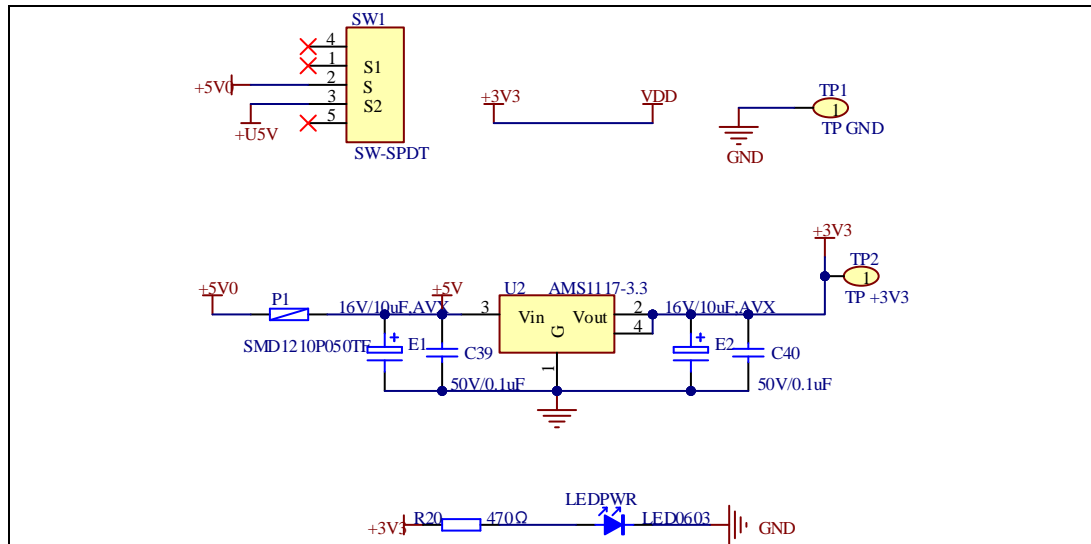 SW1
4
1
S1
+5V0
2
S
3
S2
+U5V
5
SW-SPDT
+3V3
VDD
TP1
1
TP GND
GND
+3V3
TP2
1
TP +3V3
+5V0
P1
SMD1210P050TF
16V/10uF,AVX
+5V
E1
C39
50V/0.1uF
U2
AMS1117-3.3
3
Vin
Vout
2
4
G
1
16V/10uF,AVX
E2
C40
50V/0.1uF
LEDPWR
+3V3
R20
470Ω
LED0603
GND